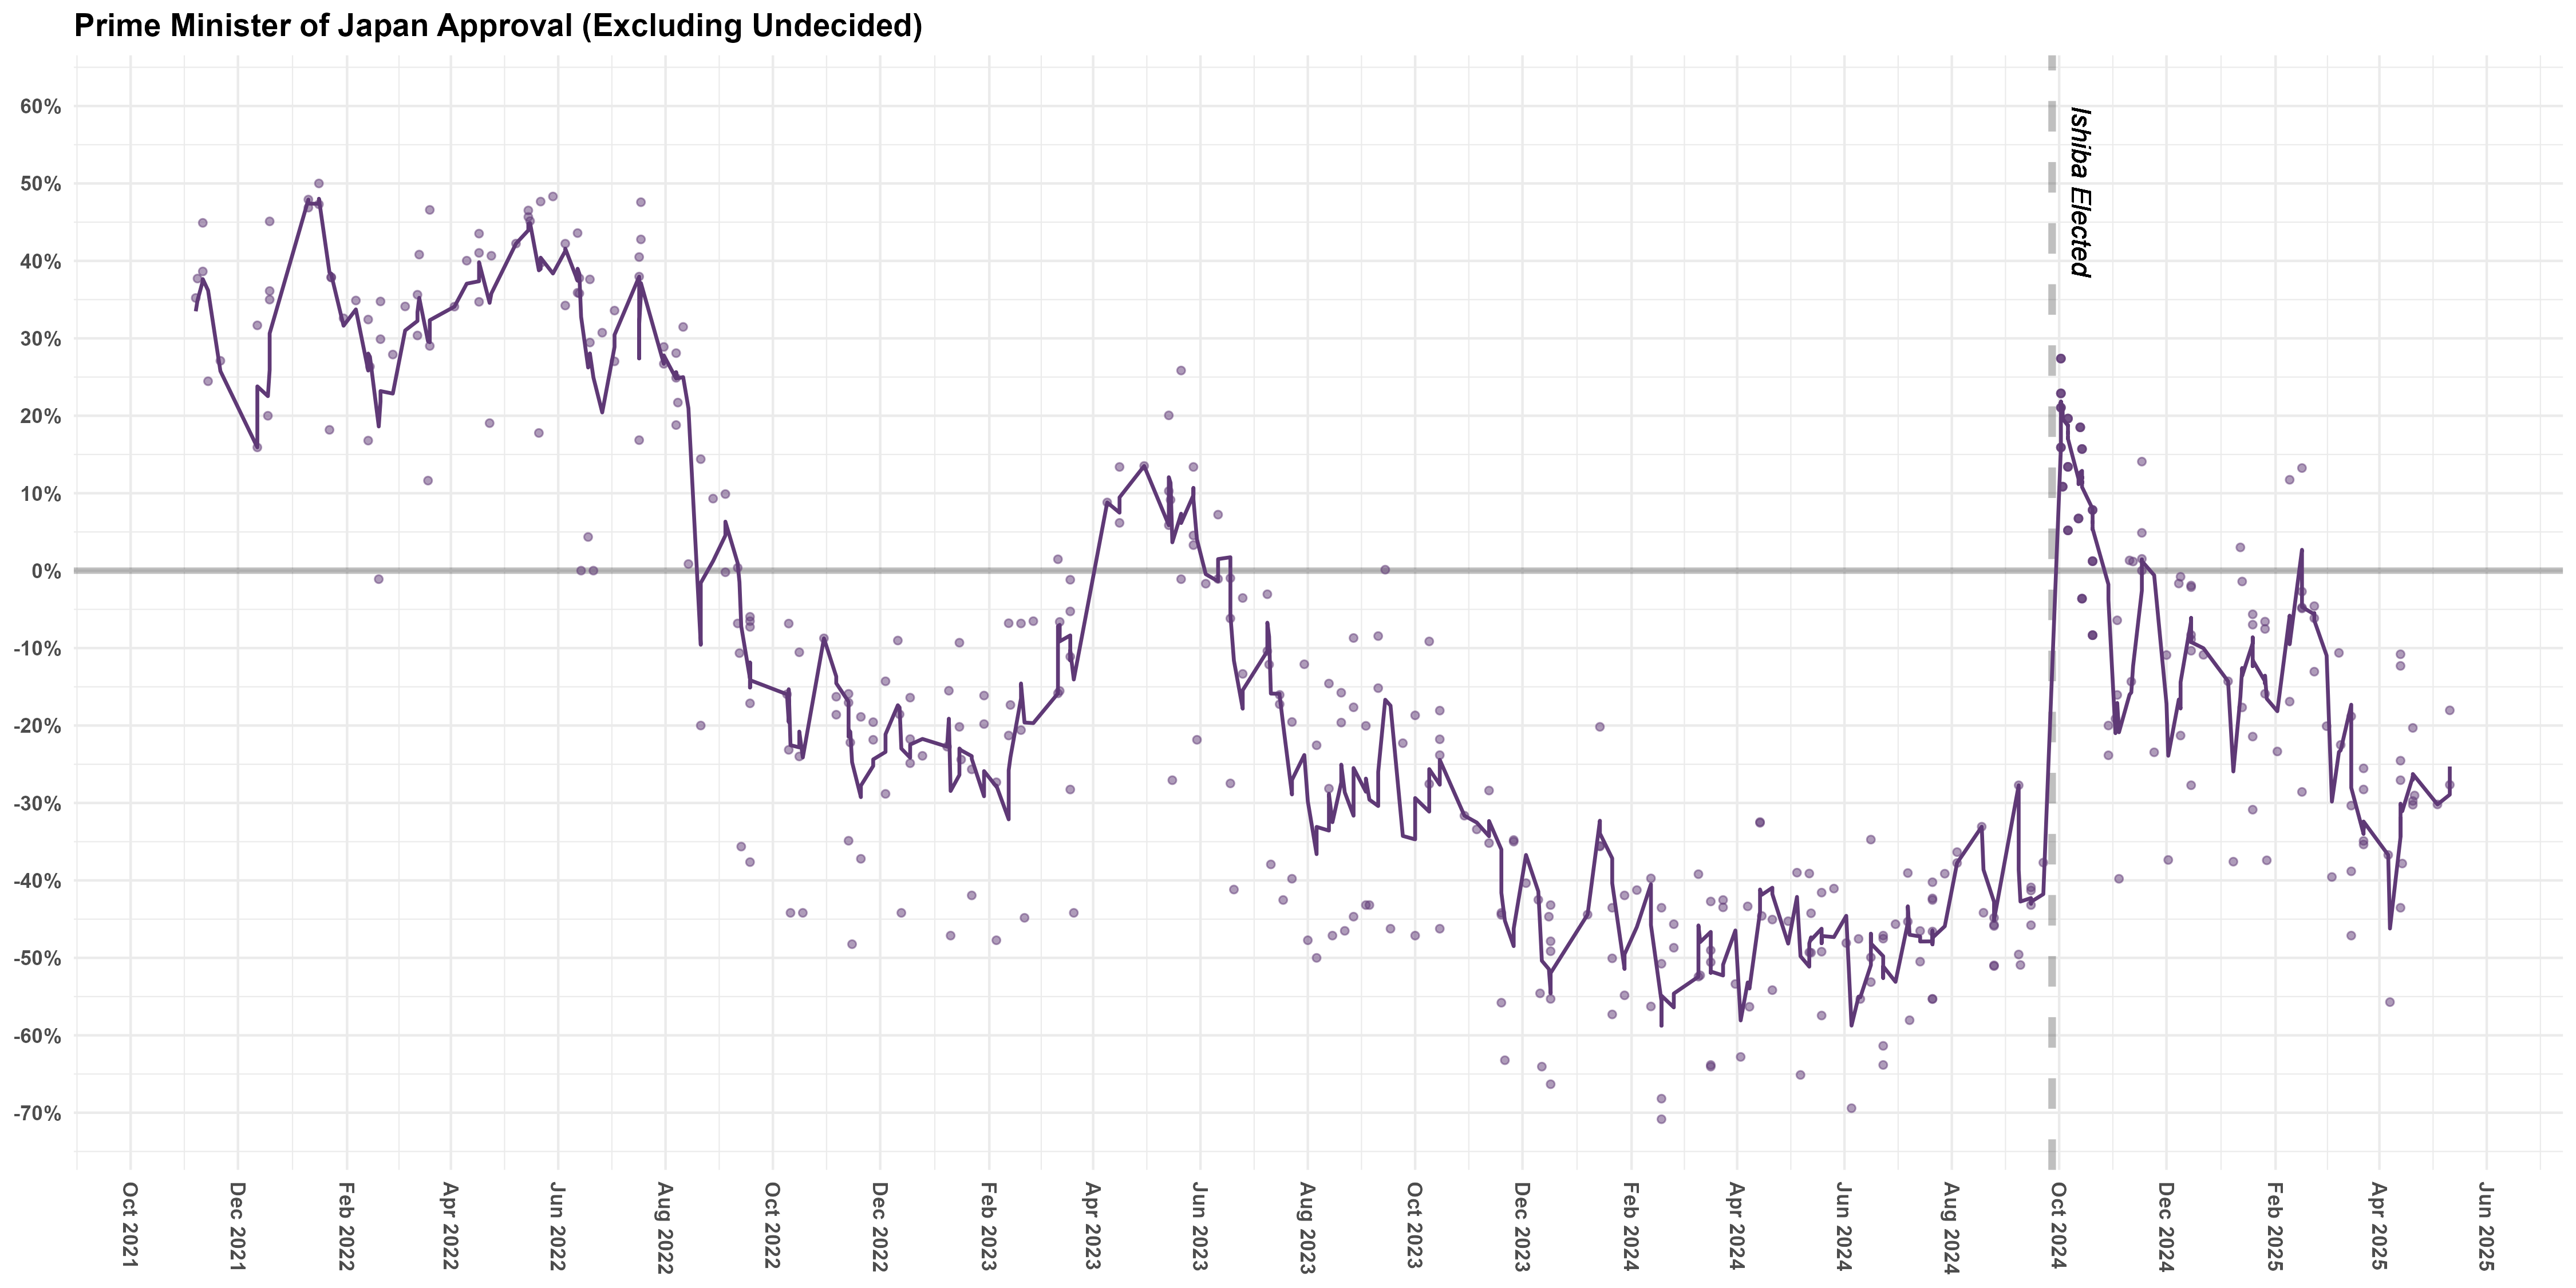 Prime Minister of Japan Approval (Excluding Undecided)
60%
50%
40%
30%
20%
10%
0%
-10%
-20%
-30%
-40%
-50%
-60%
-70%
Ishiba Elected
Oct 2021
Dec 2021
Feb 2022
Apr 2022
Jun 2022
Aug 2022
Oct 2022
Dec 2022
Feb 2023
Apr 2023
Jun 2023
Aug 2023
Oct 2023
Dec 2023
Feb 2024
Apr 2024
Jun 2024
Aug 2024
Oct 2024
Dec 2024
Feb 2025
Apr 2025
Jun 2025